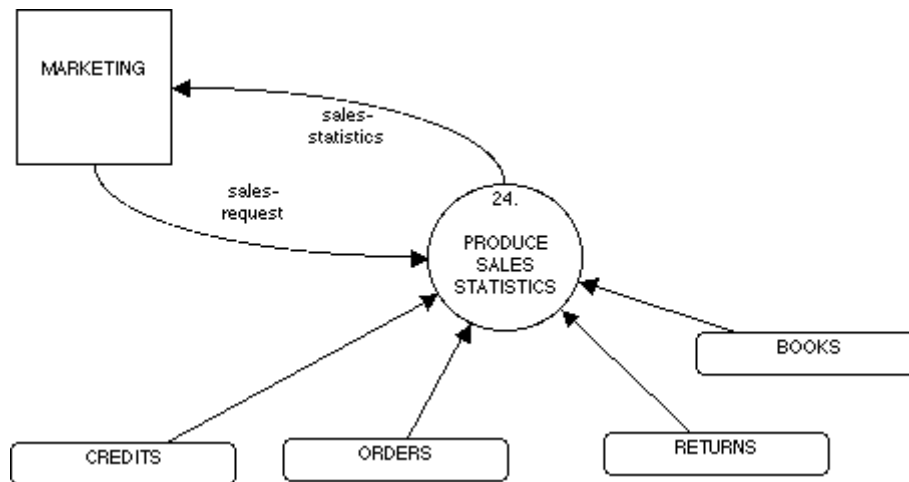 MARKETING
sales-
statistics
sales-
request
24.
PRODUCE
SALES
STATISTICS
BOOKS
CREDITS
ORDERS
RETURNS